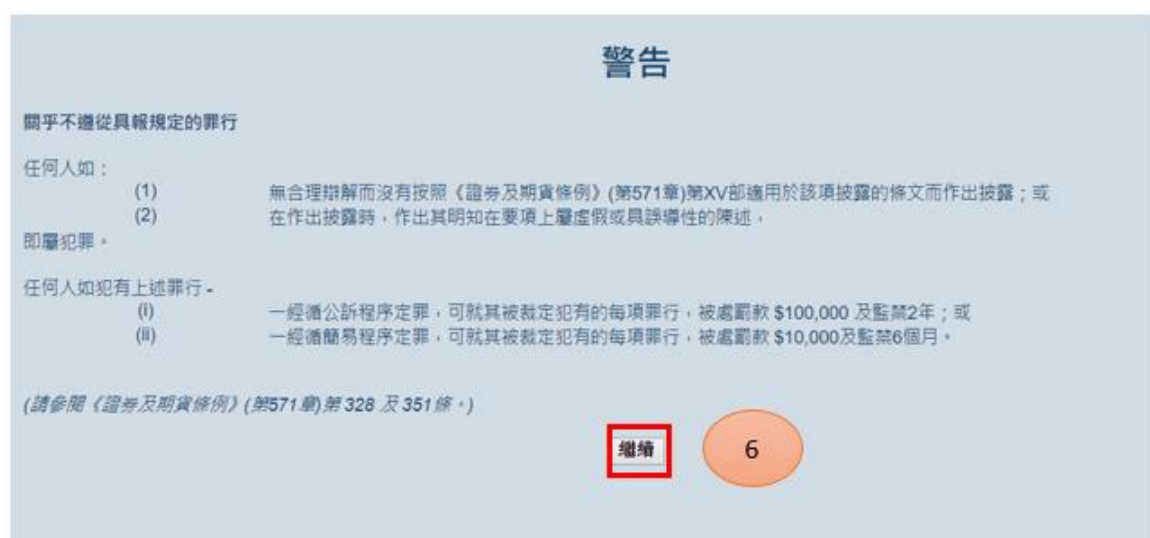 警告
關乎不遵從具報規定的罪行
任何人如：
(1) 無合理辯解而沒有按照《證券及期貨條例》(第571章)第XV部適用於該項披露的條文而作出披露；或
(2) 在作出披露時，作出其明知在要項上屬虛假或具誤導性的陳述，
即屬犯罪。
任何人如犯有上述罪行 -
(i) 一經循公訴程序定罪，可就其被裁定犯有的每項罪行，被處罰款 $100,000 及監禁2年；或
(ii) 一經循簡易程序定罪，可就其被裁定犯有的每項罪行，被處罰款 $10,000及監禁6個月。
(請參閱《證券及期貨條例》(第571章)第 328 及 351條。)
繼續 6